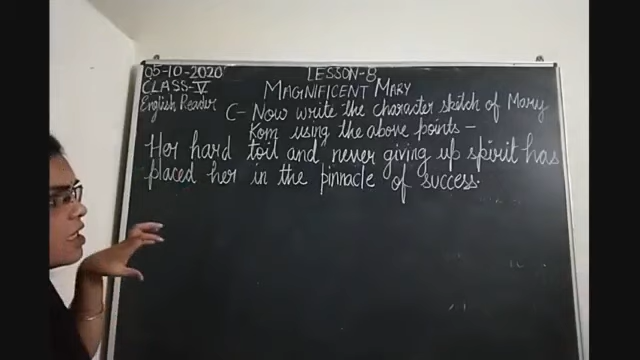 05-10-2020
LESSON-8
CLASS-V
MAGNIFICENT MARY
English Reader
C- Now write the character sketch of Mary
Kom using the above points -
Her hard toil and never giving up spirit has
placed her in the pinnacle of success.